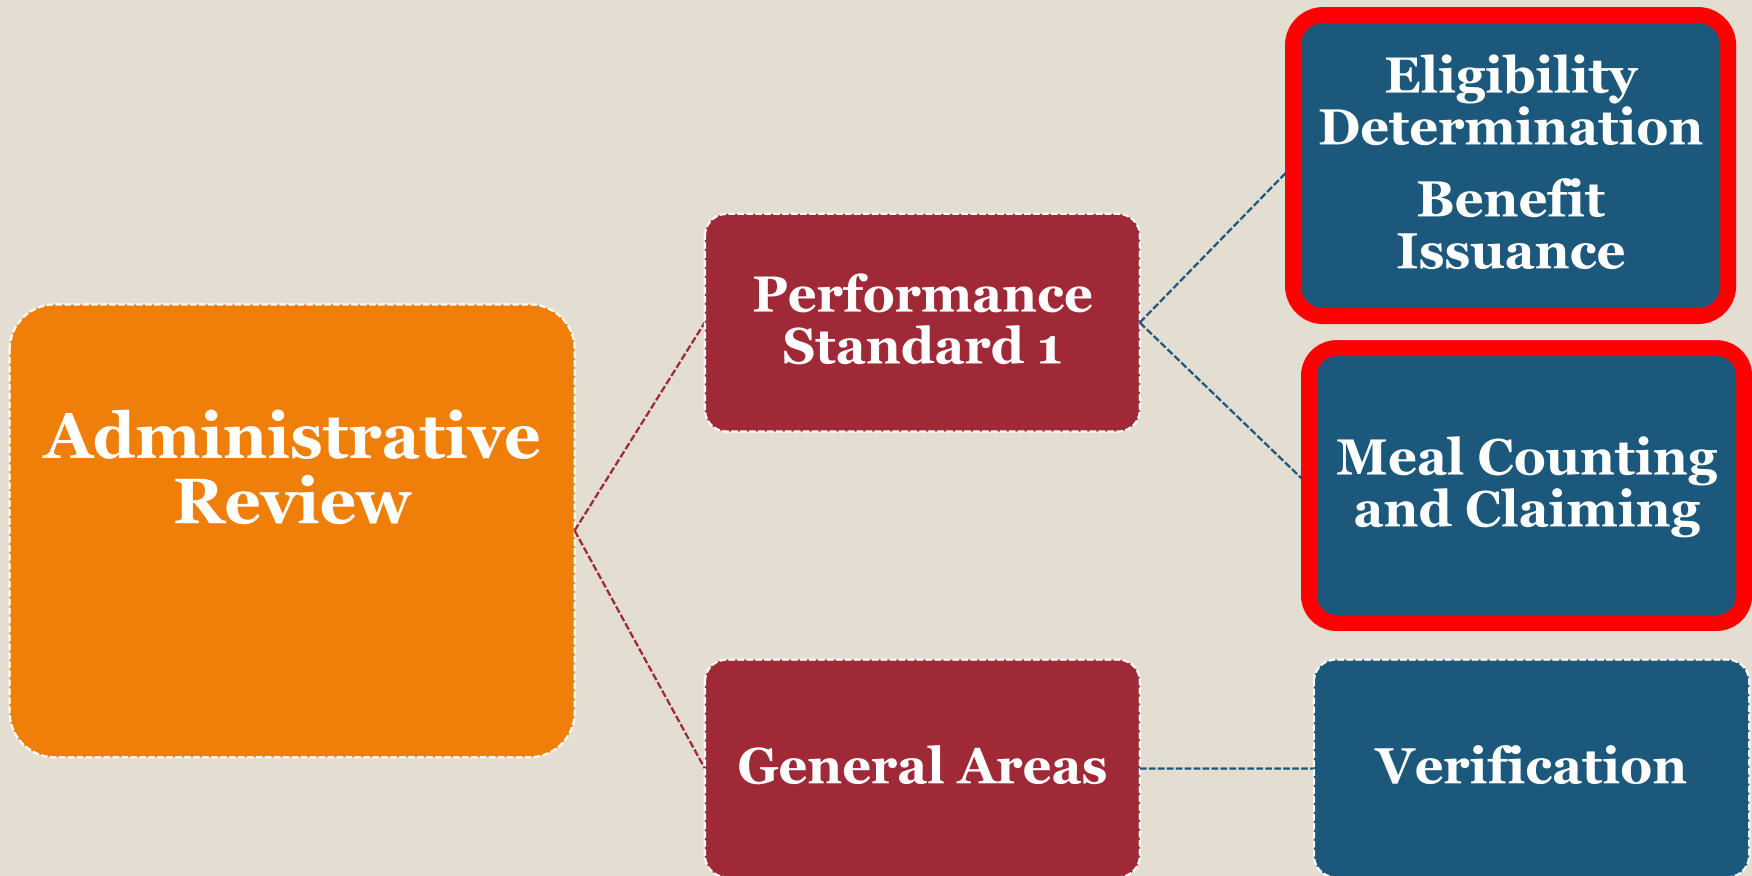 Administrative
Review
Performance
Standard 1
Eligibility
Determination
Benefit
Issuance
Meal Counting
and Claiming
General Areas
Verification